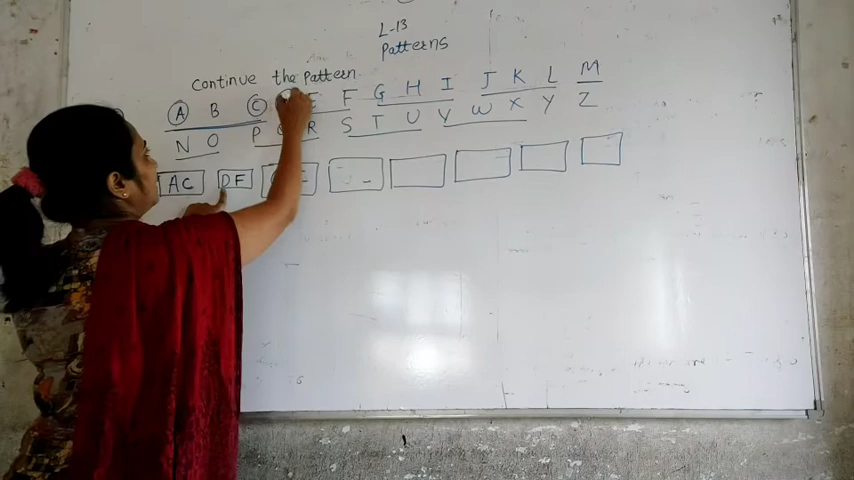 L-13
Patterns
Continue the Pattern
A B C E F G H I J K L M
N O P R S T U Y W X Y Z
AC DF